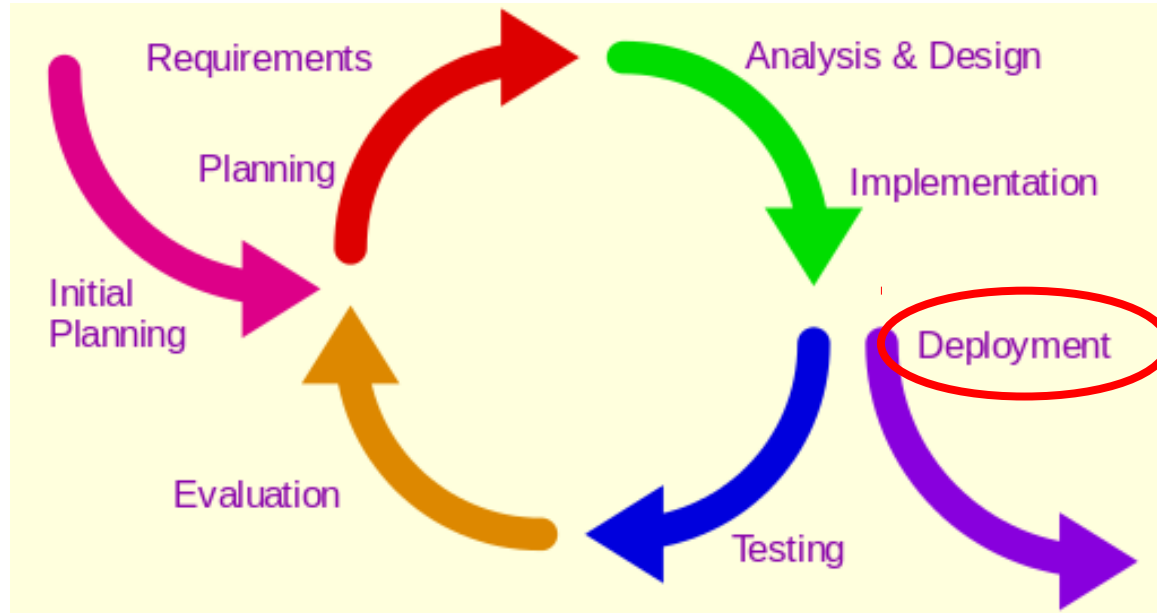 Requirements
Analysis & Design
Planning
Implementation
Initial
Planning
Deployment
Evaluation
Testing